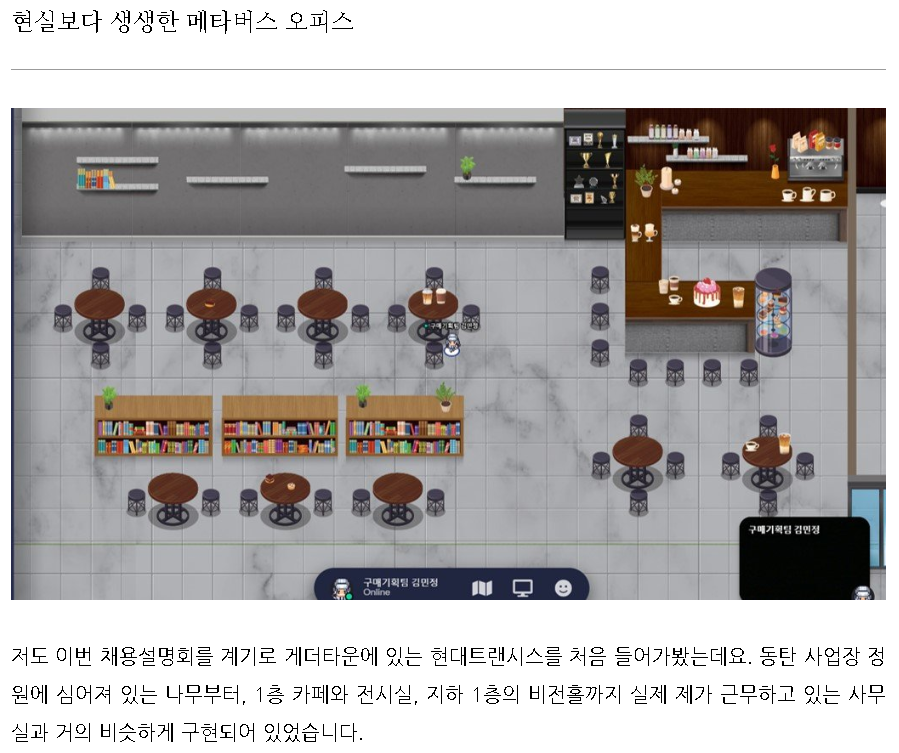 현실보다 생생한 메타버스 오피스
구매기획팀 김민정
구매기획팀 김민정
구매기획팀 김민정
Online
저도 이번 채용설명회를 계기로 게더타운에 있는 현대트랜시스를 처음 들어가봤는데요. 동탄 사업장 정
원에 심어져 있는 나무부터, 1층 카페와 전시실, 지하 1층의 비전홀까지 실제 제가 근무하고 있는 사무
실과 거의 비슷하게 구현되어 있었습니다.